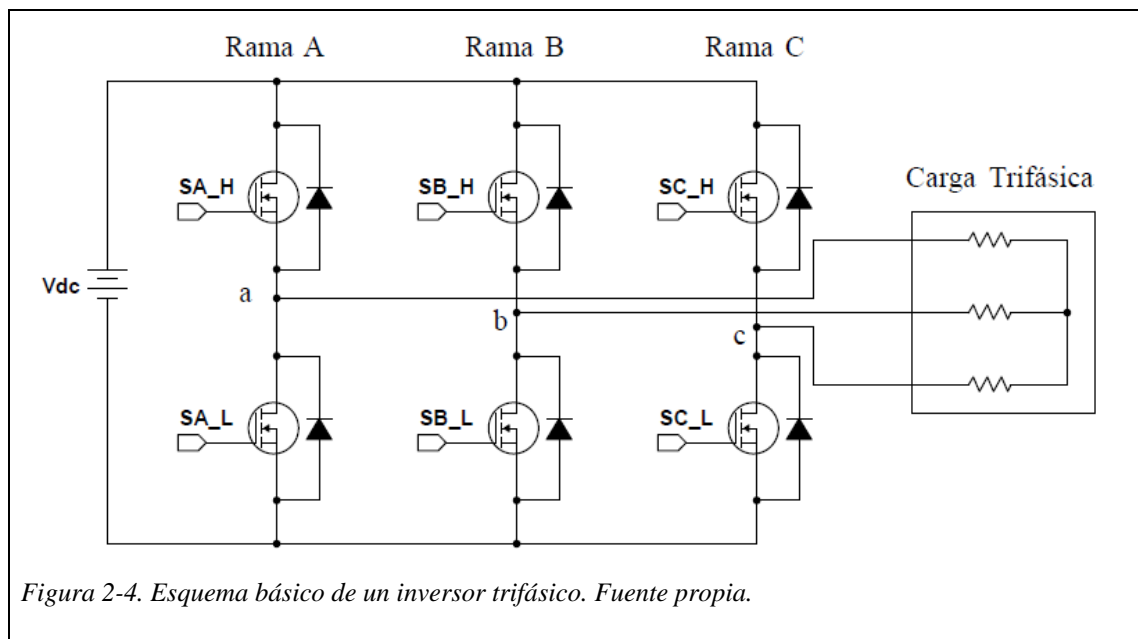 Rama A
Rama B
Rama C
SA_H
SB_H
SC_H
Carga Trifásica
Vdc
a
b
c
SA_L
SB_L
SC_L
Figura 2-4. Esquema básico de un inversor trifásico. Fuente propia.